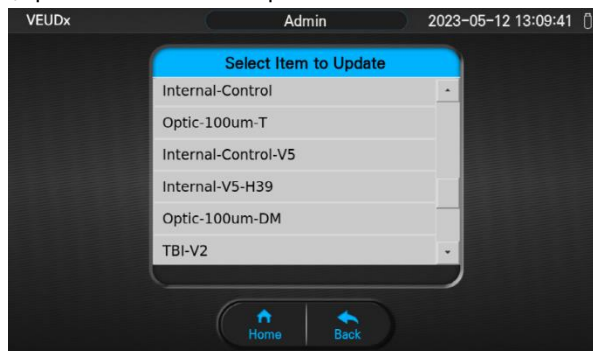 VEUDx Admin 2023-05-12 13:09:41
Select Item to Update
Internal-Control
Optic-100um-T
Internal-Control-V5
Internal-V5-H39
Optic-100um-DM
TBI-V2
Home Back